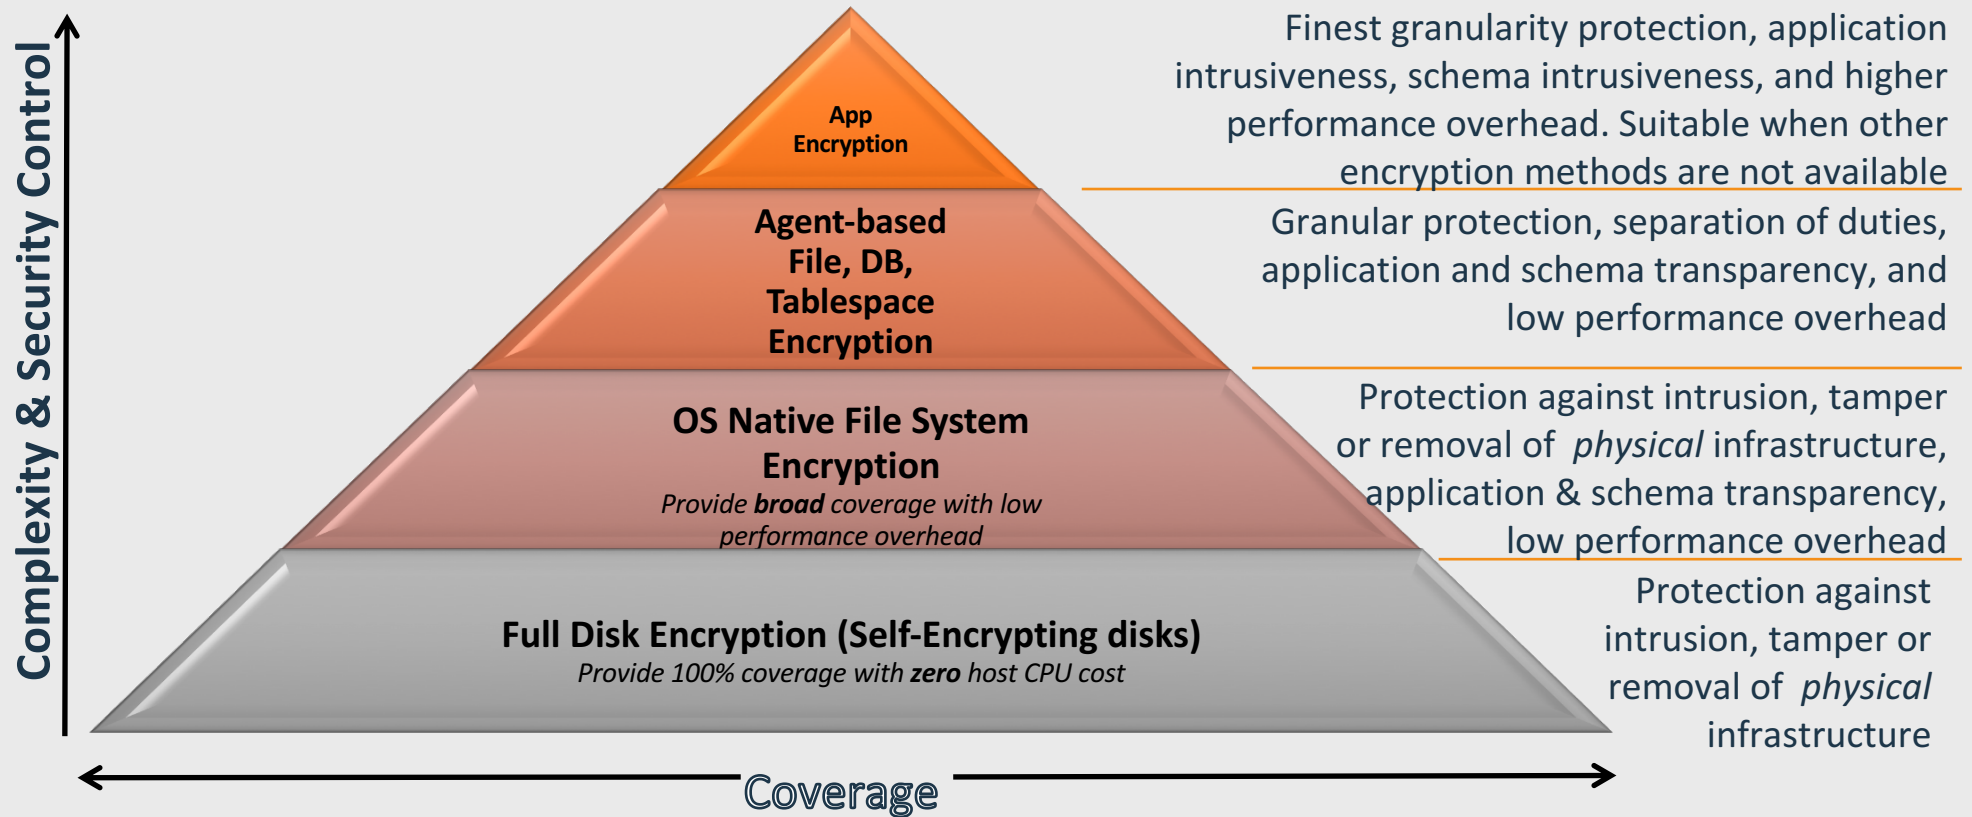 Complexity & Security Control
App
Encryption
Finest granularity protection, application
intrusiveness, schema intrusiveness, and higher
performance overhead. Suitable when other
encryption methods are not available
Agent-based
File, DB,
Tablespace
Encryption
Granular protection, separation of duties,
application and schema transparency, and
low performance overhead
OS Native File System
Encryption
Provide broad coverage with low
performance overhead
Protection against intrusion, tamper
or removal of physical infrastructure,
application & schema transparency,
low performance overhead
Full Disk Encryption (Self-Encrypting disks)
Provide 100% coverage with zero host CPU cost
Protection against
intrusion, tamper or
removal of physical
infrastructure
Coverage